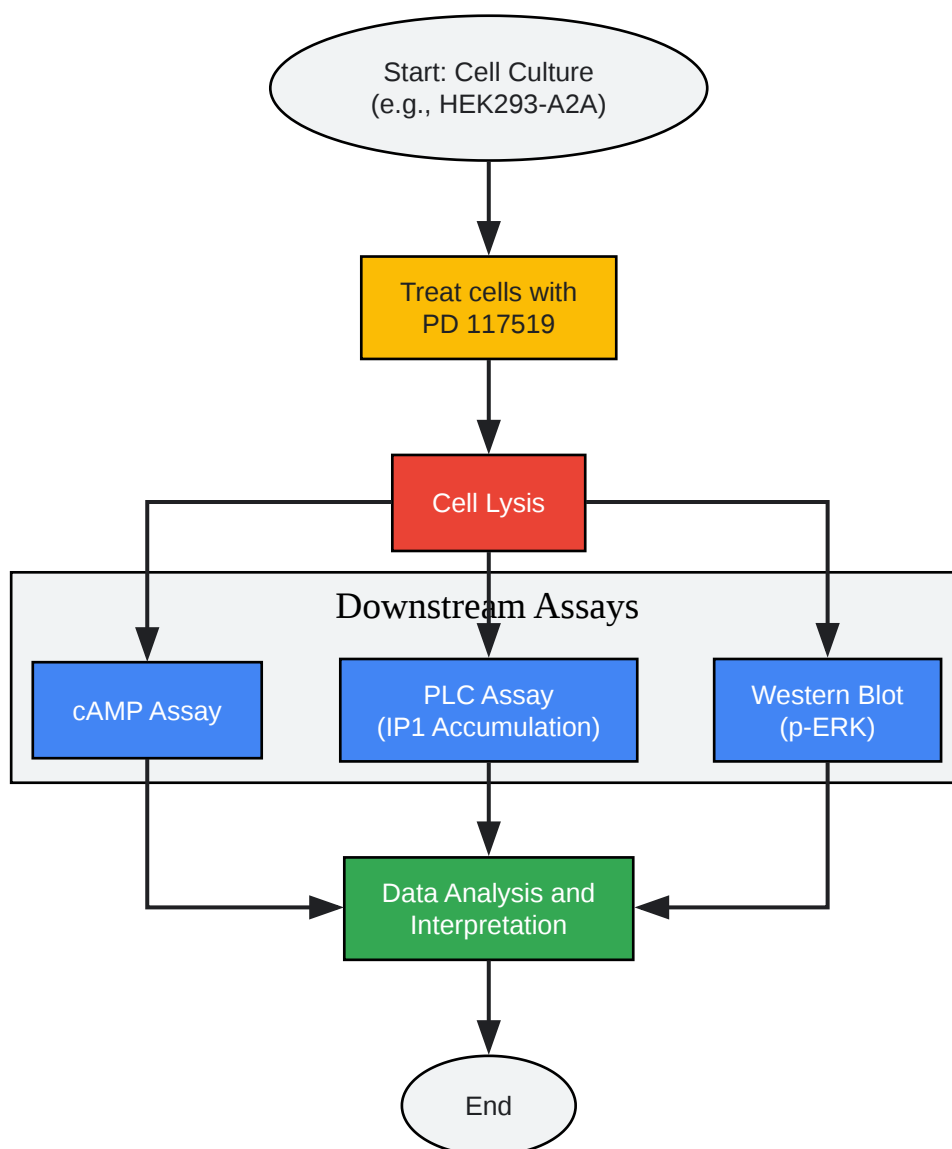 Start: Cell Culture
(e.g., HEK293-A2A)
Treat cells with
PD 117519
Cell Lysis
Downstream Assays
cAMP Assay
PLC Assay
(IP1 Accumulation)
Western Blot
(p-ERK)
Data Analysis and
Interpretation
End